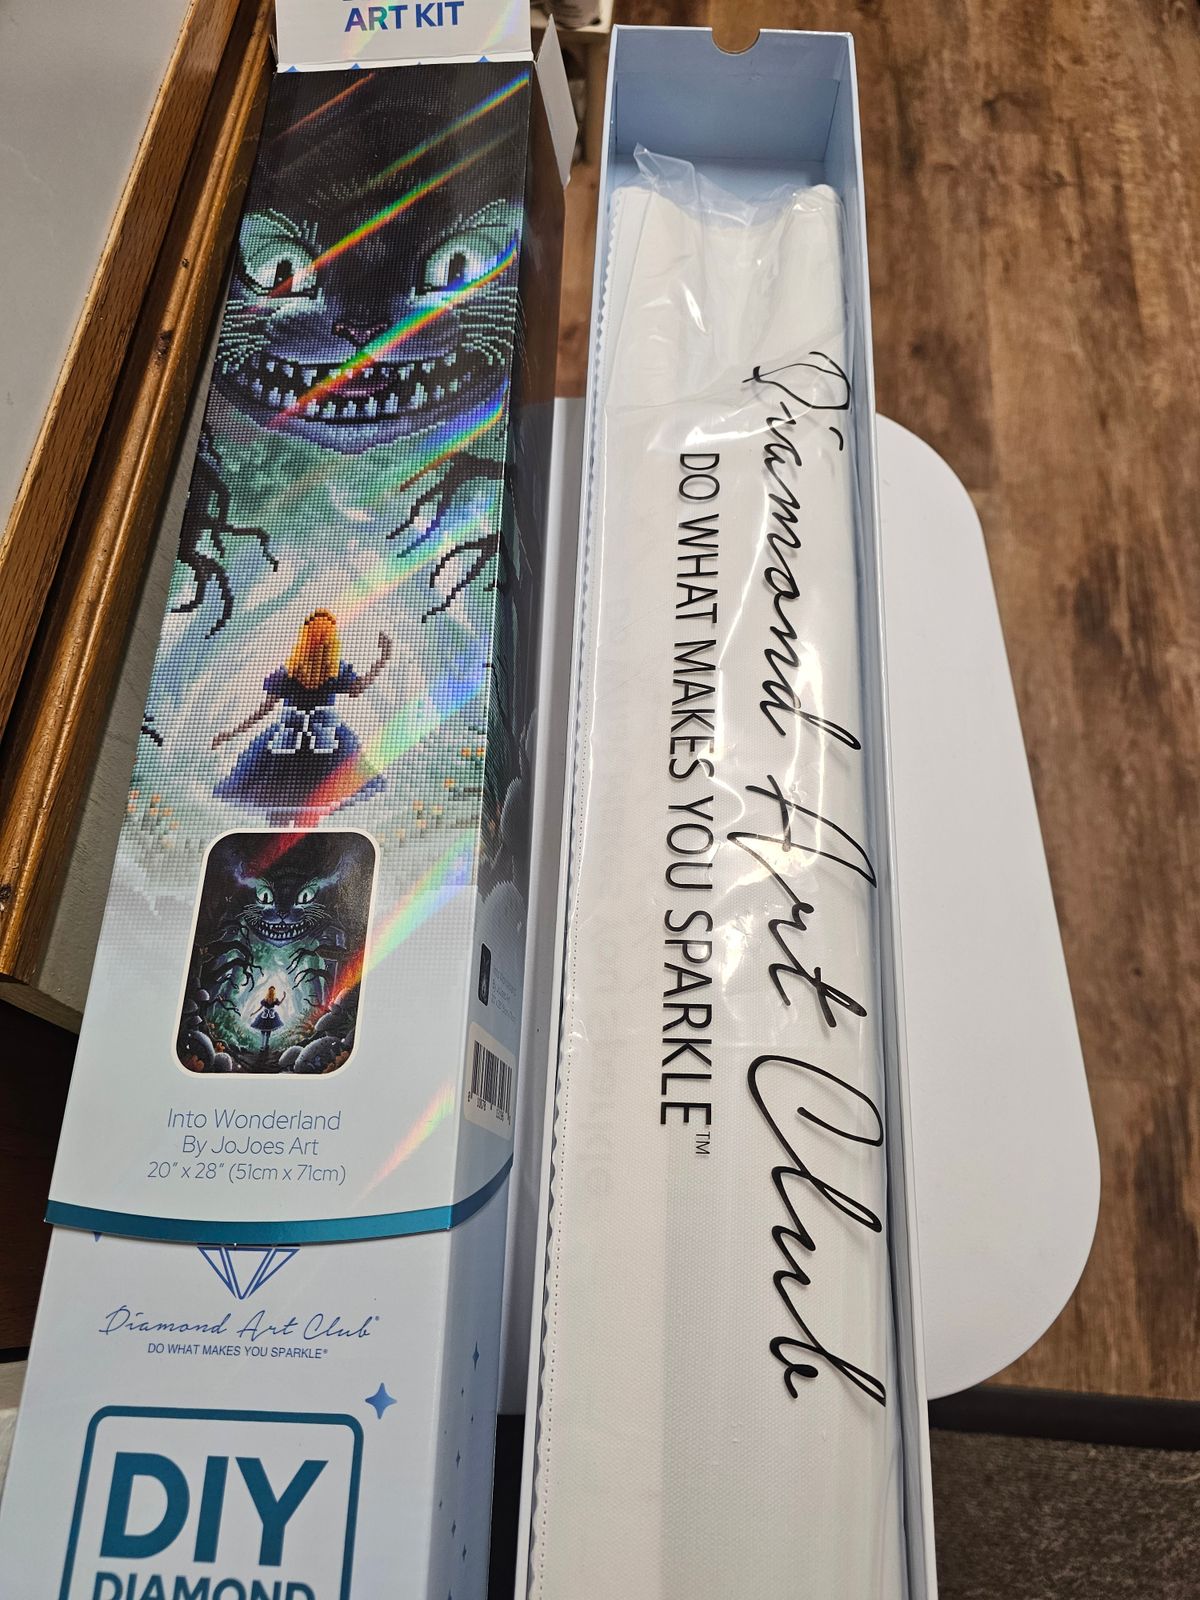 ART KIT
Into Wonderland
By JoJoes Art
20" x 28" (51cm x 71cm)
Diamond Art Club®
DO WHAT MAKES YOU SPARKLE®
DIY
DIAMOND
Diamond Art Club
DO WHAT MAKES YOU SPARKLE™